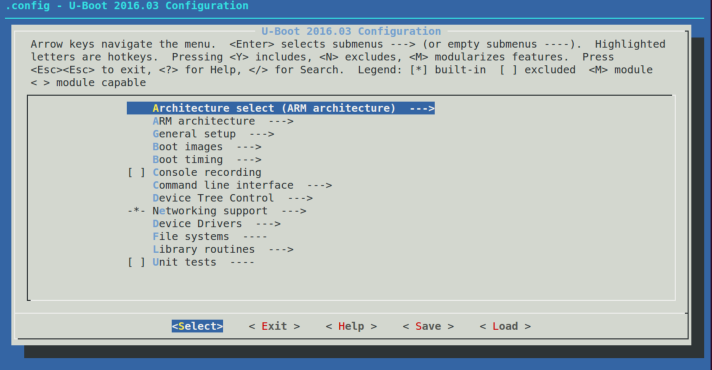 .config - U-Boot 2016.03 Configuration
U-Boot 2016.03 Configuration
Arrow keys navigate the menu.  <Enter> selects submenus ---> (or empty submenus ----).  Highlighted
letters are hotkeys.  Pressing <Y> includes, <N> excludes, <M> modularizes features.  Press
<Esc><Esc> to exit, <?> for Help, </> for Search.  Legend: [*] built-in  [ ] excluded  <M> module
< > module capable
Architecture select (ARM architecture)  --->
ARM architecture  --->
General setup  --->
Boot images  --->
Boot timing  --->
[ ] Console recording
Command line interface  --->
Device Tree Control  --->
-*- Networking support  --->
Device Drivers  --->
File systems  ----
Library routines  --->
[ ] Unit tests  ----
<Select>    < Exit >    < Help >    < Save >    < Load >